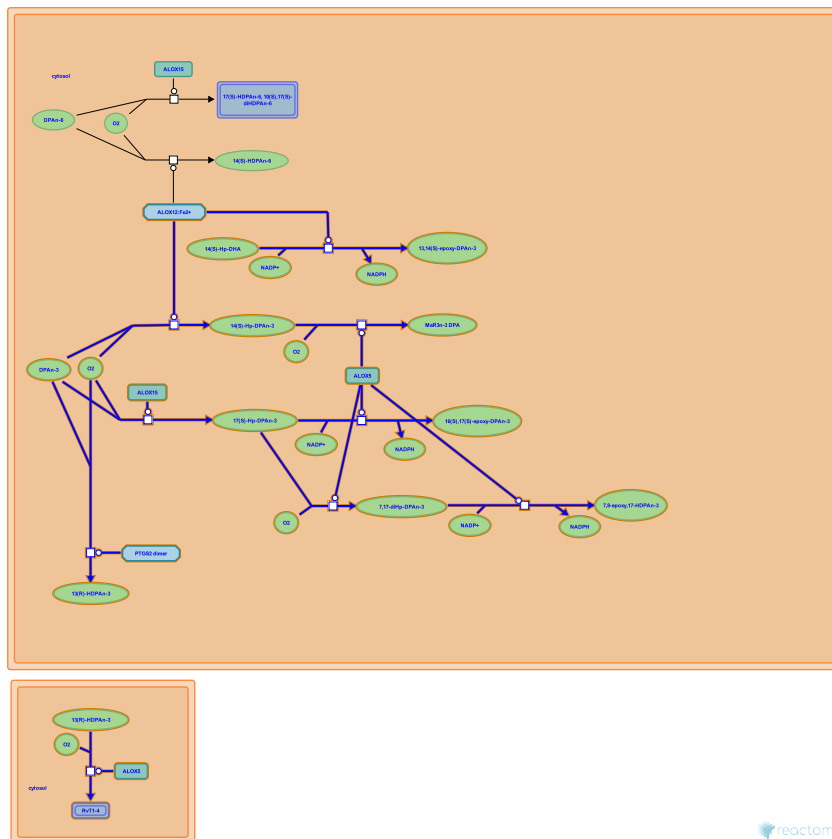 ALOX15
cytosol
17(S)-HDPAn-6, 10(S),17(S)-
diHDPAn-6
DPAn-6
O2
14(S)-HDPAn-6
ALOX12:Fe2+
14(S)-Hp-DHA
13,14(S)-epoxy-DPAn-3
NADP+
NADPH
14(S)-Hp-DPAn-3
MaR3n-3 DPA
O2
DPAn-3
O2
ALOX5
ALOX15
17(S)-Hp-DPAn-3
16(S),17(S)-epoxy-DPAn-3
NADP+
NADPH
7,17-diHp-DPAn-3
7,8-epoxy,17-HDPAn-3
O2
NADP+
NADPH
PTGS2 dimer
13(R)-HDPAn-3
13(R)-HDPAn-3
O2
ALOX5
cytosol
RvT1-4
reactom